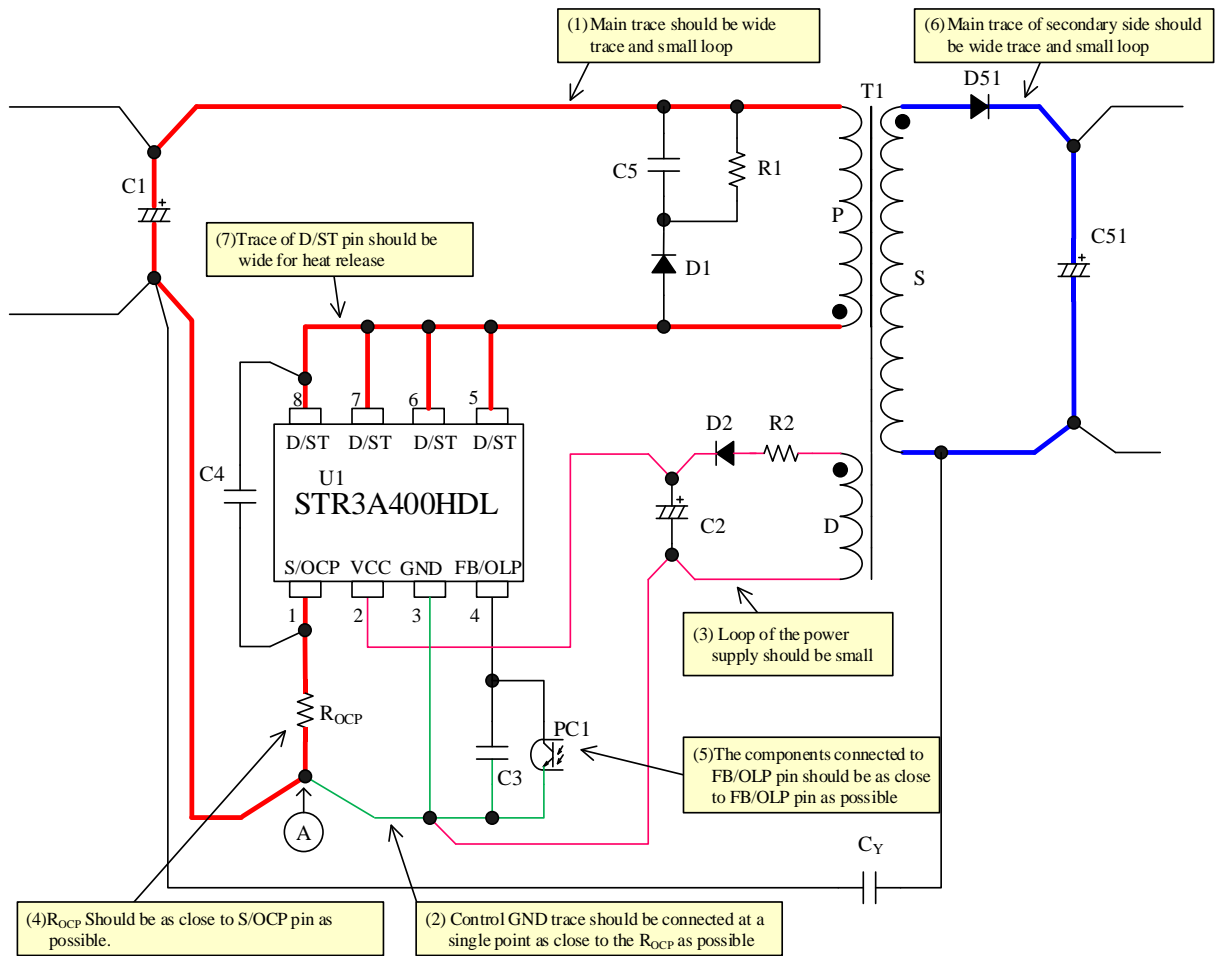 (1) Main trace should be wide
trace and small loop
(6) Main trace of secondary side should
be wide trace and small loop
D51
T1
C1
+
C5
R1
P
S
C51
+
(7)Trace of D/ST pin should be
wide for heat release
D1
8 7 6 5
D/ST D/ST D/ST D/ST
C4
U1
STR3A400HDL
S/OCP VCC GND FB/OLP
1 2 3 4
D2 R2
+
C2
D
(3) Loop of the power
supply should be small
ROCP
PC1
C3
(5)The components connected to
FB/OLP pin should be as close
to FB/OLP pin as possible
A
CY
(4)ROCP Should be as close to S/OCP pin as
possible.
(2) Control GND trace should be connected at a
single point as close to the ROCP as possible